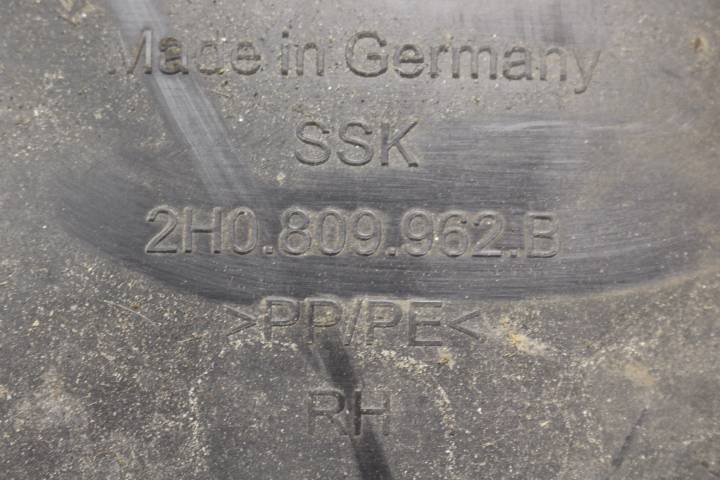 Made in Germany
SSK
2H0.809.962.B
>PP/PE<
RH